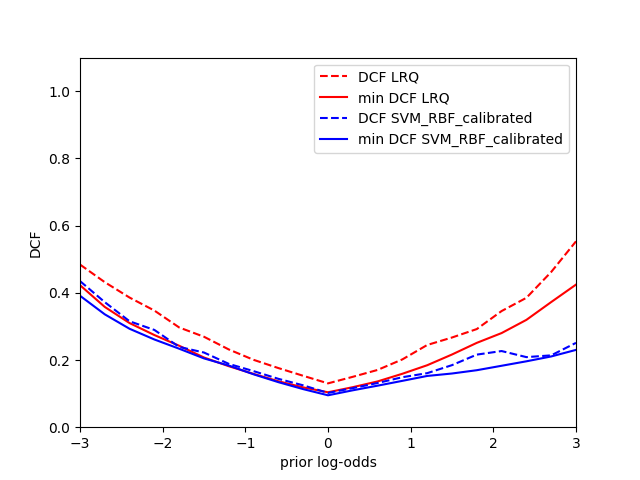 DCF LRQ
min DCF LRQ
DCF SVM_RBF_calibrated
min DCF SVM_RBF_calibrated
DCF
1.0
0.8
0.6
0.4
0.2
0.0
−3
−2
−1
0
1
2
3
prior log-odds